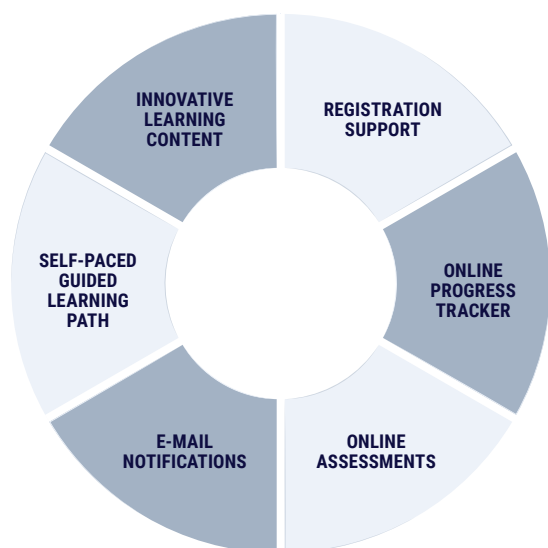 INNOVATIVE
LEARNING
CONTENT
REGISTRATION
SUPPORT
SELF-PACED
GUIDED
LEARNING
PATH
ONLINE
PROGRESS
TRACKER
E-MAIL
NOTIFICATIONS
ONLINE
ASSESSMENTS